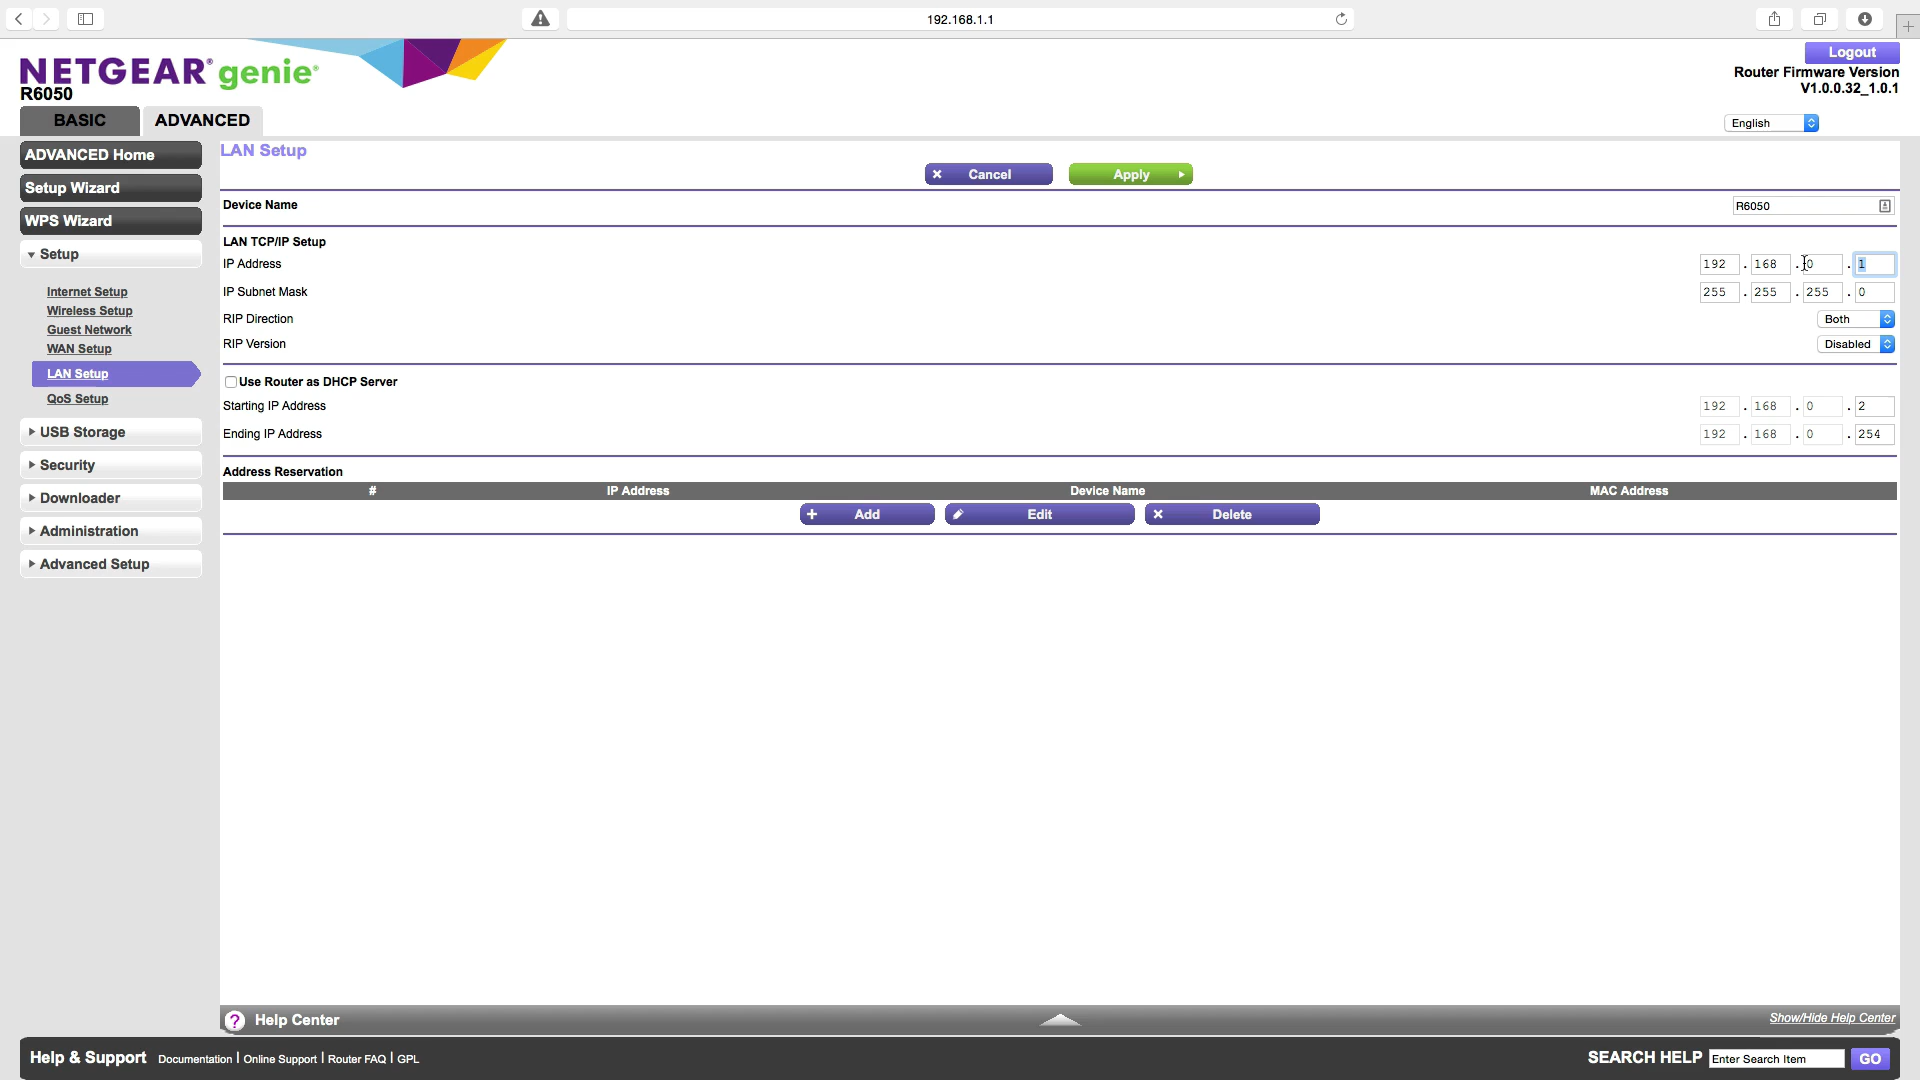 192.168.1.1
NETGEAR® genie®
R6050
Logout
Router Firmware Version
V1.0.0.32_1.0.1
BASIC ADVANCED
English
ADVANCED Home
Setup Wizard
WPS Wizard
Setup
Internet Setup
Wireless Setup
Guest Network
WAN Setup
LAN Setup
QoS Setup
USB Storage
Security
Downloader
Administration
Advanced Setup
LAN Setup
Cancel Apply
Device Name R6050
LAN TCP/IP Setup
IP Address 192 . 168 . 0 . 1
IP Subnet Mask 255 . 255 . 255 . 0
RIP Direction Both
RIP Version Disabled
Use Router as DHCP Server
Starting IP Address 192 . 168 . 0 . 2
Ending IP Address 192 . 168 . 0 . 254
Address Reservation
# IP Address Device Name MAC Address
+ Add Edit Delete
? Help Center Show/Hide Help Center
Help & Support Documentation | Online Support | Router FAQ | GPL SEARCH HELP Enter Search Item GO